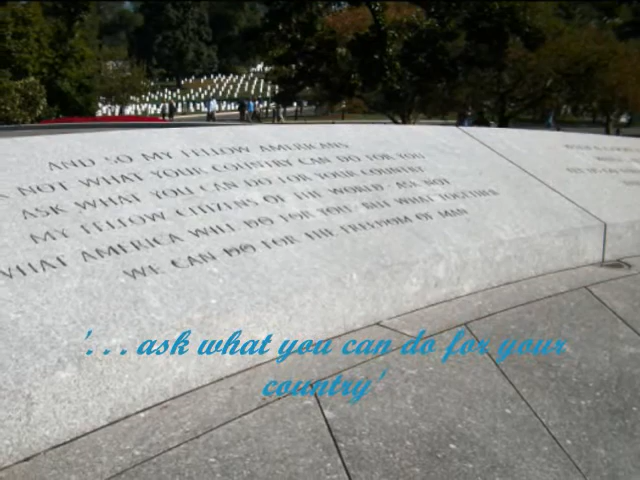 AND SO MY FELLOW AMERICANS
NOT WHAT YOUR COUNTRY CAN DO FOR YOU
ASK WHAT YOU CAN DO FOR YOUR COUNTRY
MY FELLOW CITIZENS OF THE WORLD · ASK NOT
WHAT AMERICA WILL DO FOR YOU BUT WHAT TOGETHER
WE CAN DO FOR THE FREEDOM OF MAN
'. . . ask what you can do for your
country'